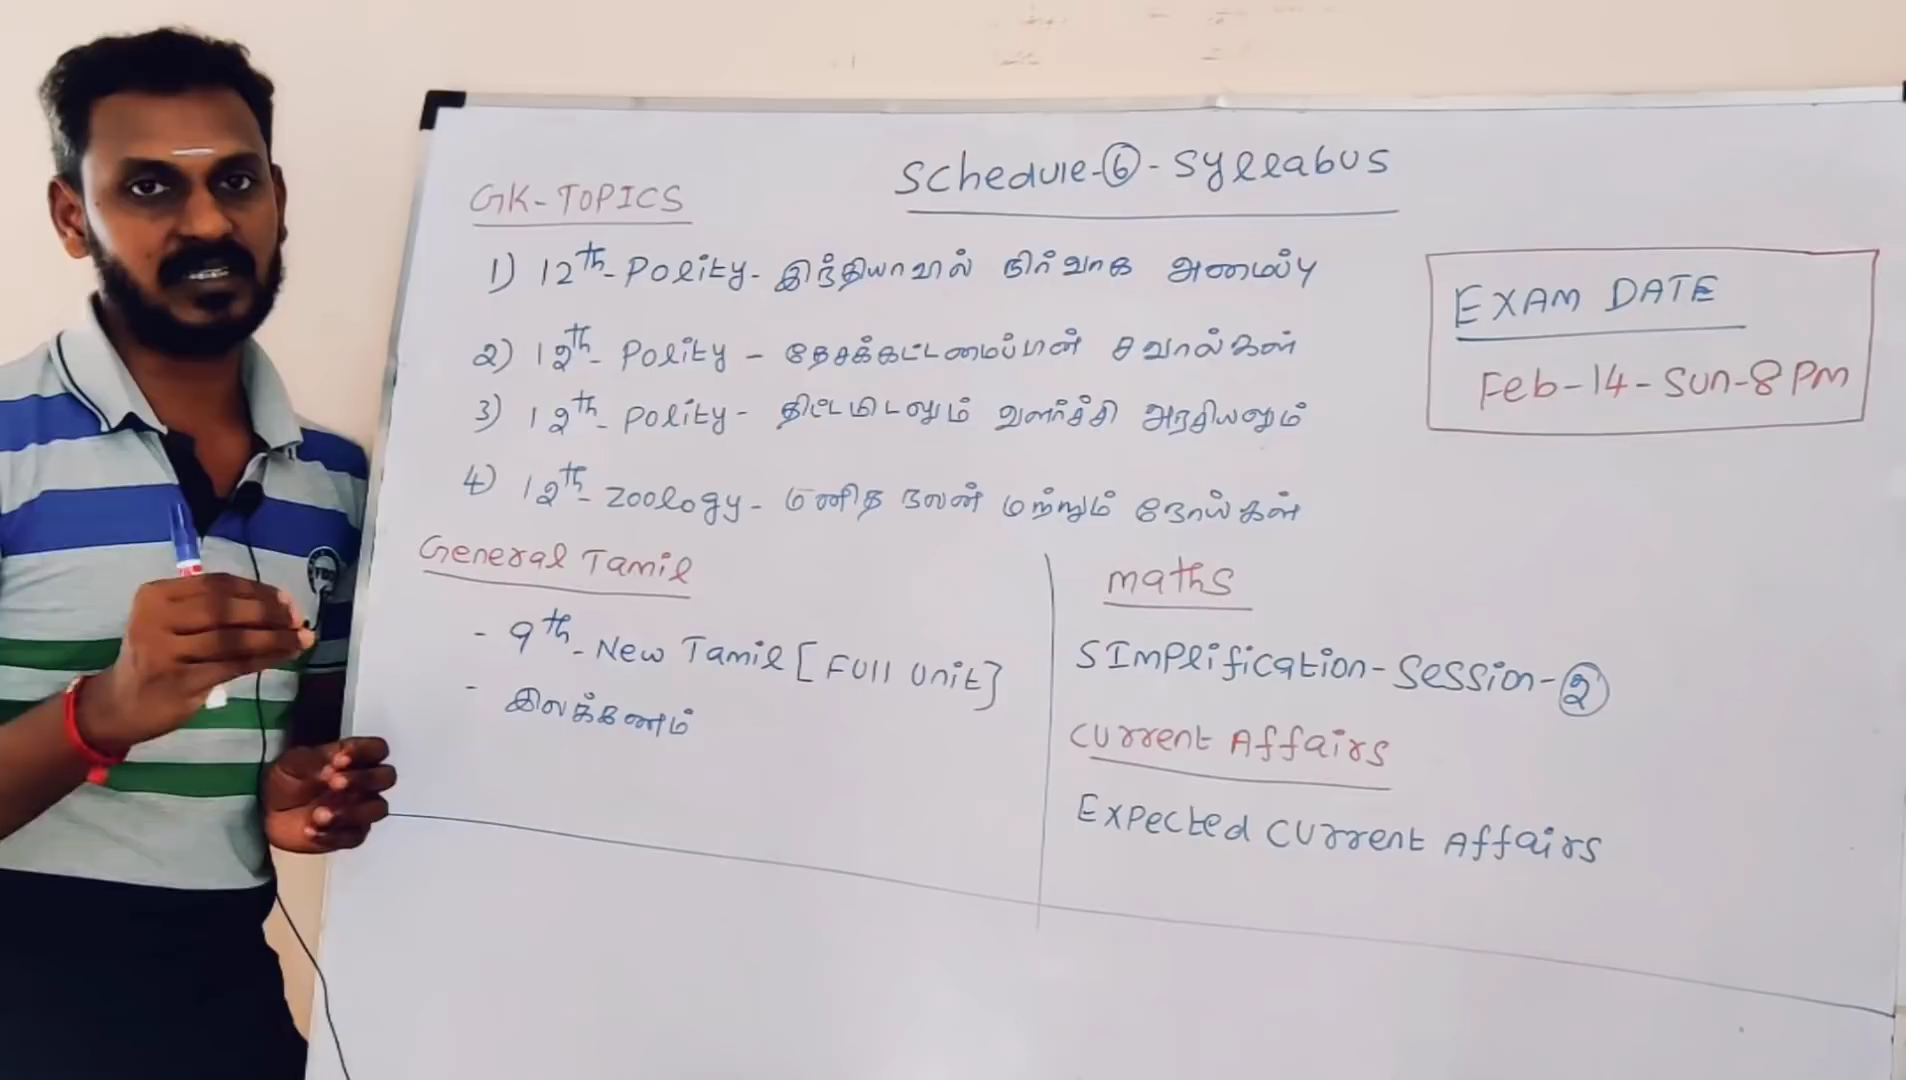 Schedule-6-Syllabus
GK-TOPICS
1) 12th-Polity-இந்தியாவில் நிர்வாக அமைப்பு
2) 12th-Polity-தேசக்கட்டமைப்பின் சவால்கள்
3) 12th-Polity-திட்டமிடலும் வளர்ச்சி அரசியலும்
4) 12th-Zoology-மனித நலன் மற்றும் நோய்கள்
EXAM DATE
Feb-14-Sun-8PM
General Tamil
- 9th-New Tamil [Full Unit]
- இலக்கணம்
Maths
Simplification-Session-2
Current Affairs
Expected Current Affairs